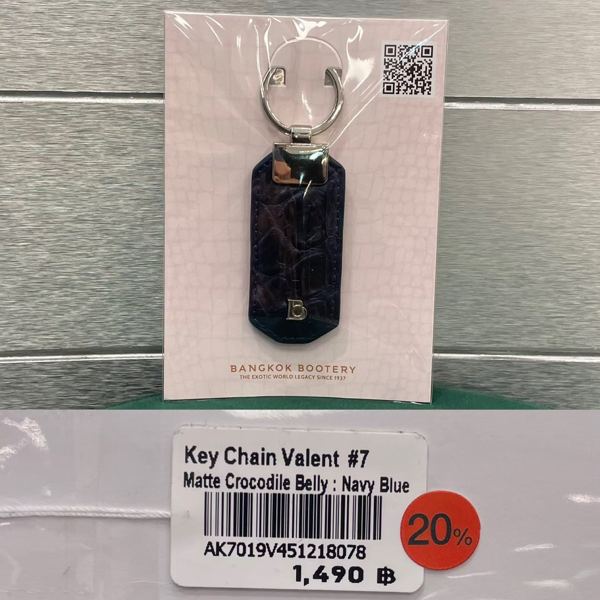 B
BANGKOK BOOTERY
THE EXOTIC WORLD LEGACY SINCE 1937
Key Chain Valent #7
Matte Crocodile Belly : Navy Blue
AK7019V451218078
1,490 ฿
20%